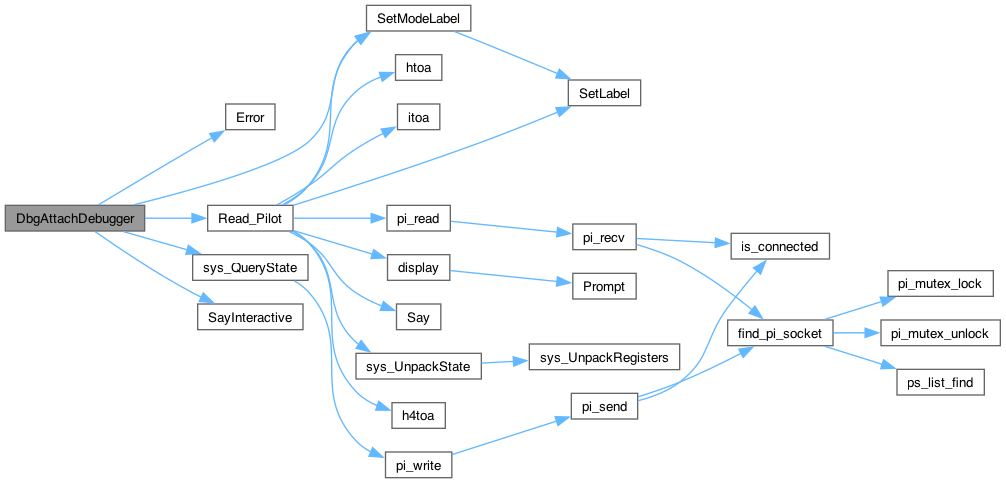 DbgAttachDebugger
Error
SetModeLabel
htoa
itoa
SetLabel
Read_Pilot
sys_QueryState
SayInteractive
pi_read
display
Say
sys_UnpackState
h4toa
pi_write
pi_recv
Prompt
sys_UnpackRegisters
pi_send
is_connected
find_pi_socket
pi_mutex_lock
pi_mutex_unlock
ps_list_find